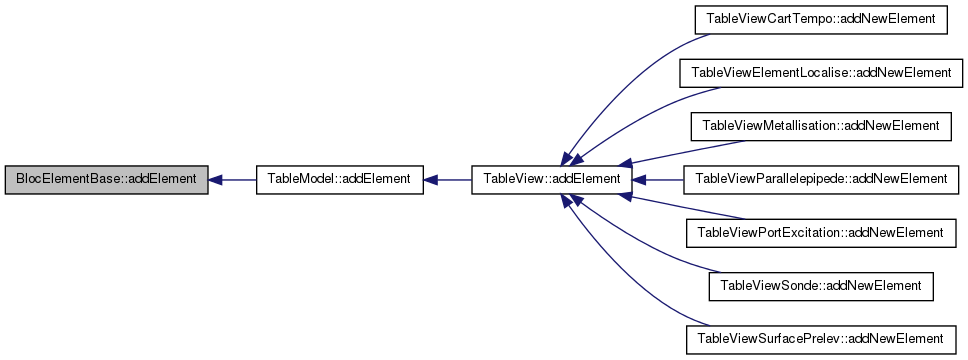 TableViewCartTempo::addNewElement
TableViewElementLocalise::addNewElement
TableViewMetallisation::addNewElement
BlocElementBase::addElement
TableModel::addElement
TableView::addElement
TableViewParallelepipede::addNewElement
TableViewPortExcitation::addNewElement
TableViewSonde::addNewElement
TableViewSurfacePrelev::addNewElement